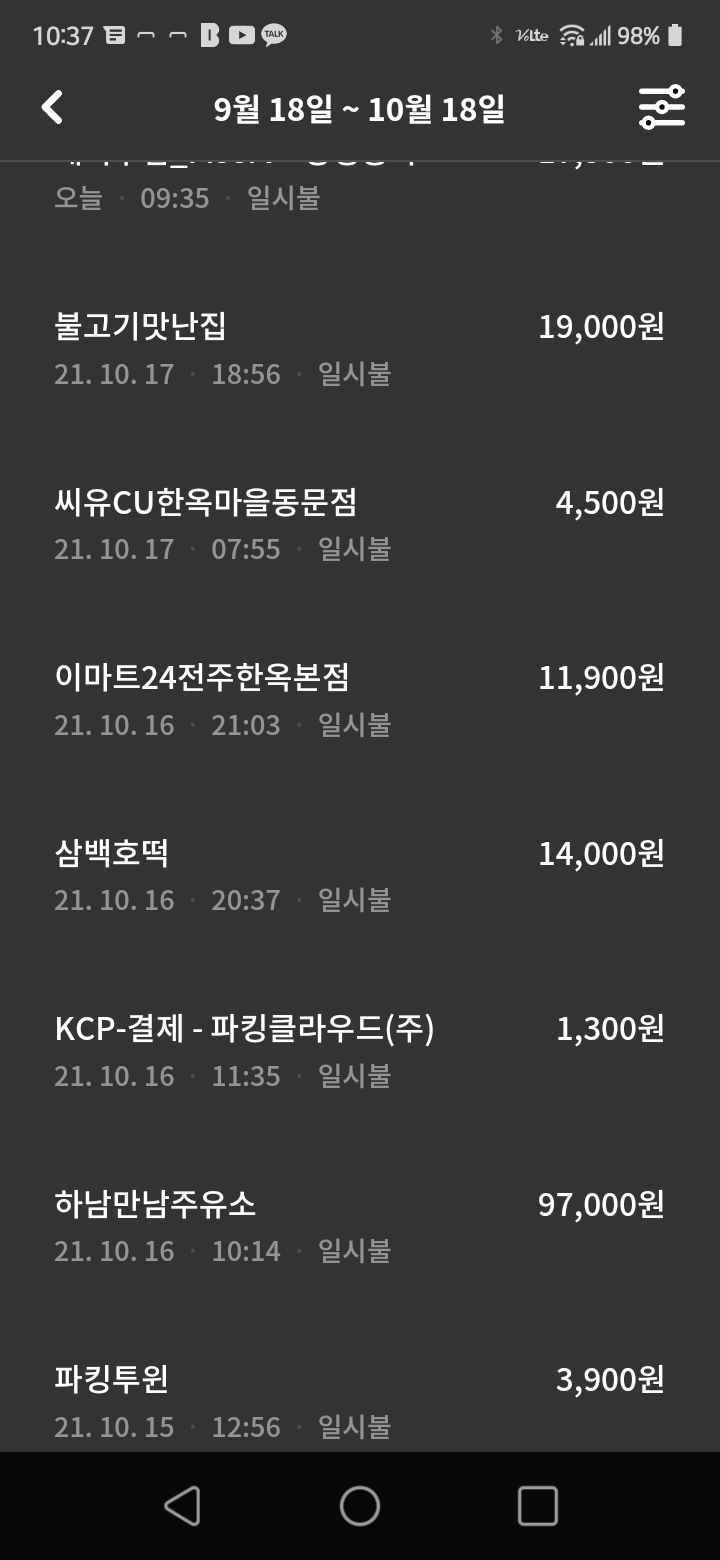 10:37 TALK VoLte 98%
9월 18일 ~ 10월 18일
오늘 · 09:35 · 일시불
불고기맛난집 19,000원
21. 10. 17 · 18:56 · 일시불
씨유CU한옥마을동문점 4,500원
21. 10. 17 · 07:55 · 일시불
이마트24전주한옥본점 11,900원
21. 10. 16 · 21:03 · 일시불
삼백호떡 14,000원
21. 10. 16 · 20:37 · 일시불
KCP-결제 - 파킹클라우드(주) 1,300원
21. 10. 16 · 11:35 · 일시불
하남만남주유소 97,000원
21. 10. 16 · 10:14 · 일시불
파킹투윈 3,900원
21. 10. 15 · 12:56 · 일시불